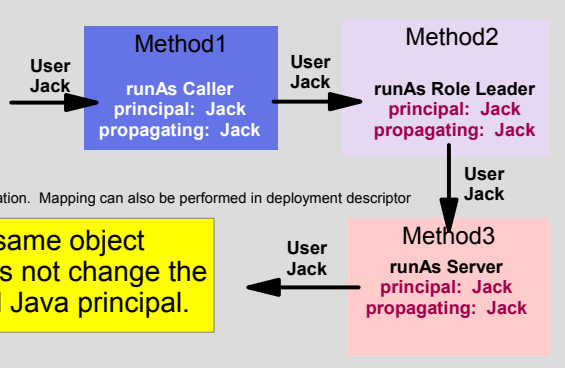 User
Jack
Method1
runAs Caller
principal: Jack
propagating: Jack
User
Jack
Method2
runAs Role Leader
principal: Jack
propagating: Jack
User
Jack
Mapping can also be performed in deployment descriptor
same object
not change the
Java principal.
User
Jack
Method3
runAs Server
principal: Jack
propagating: Jack